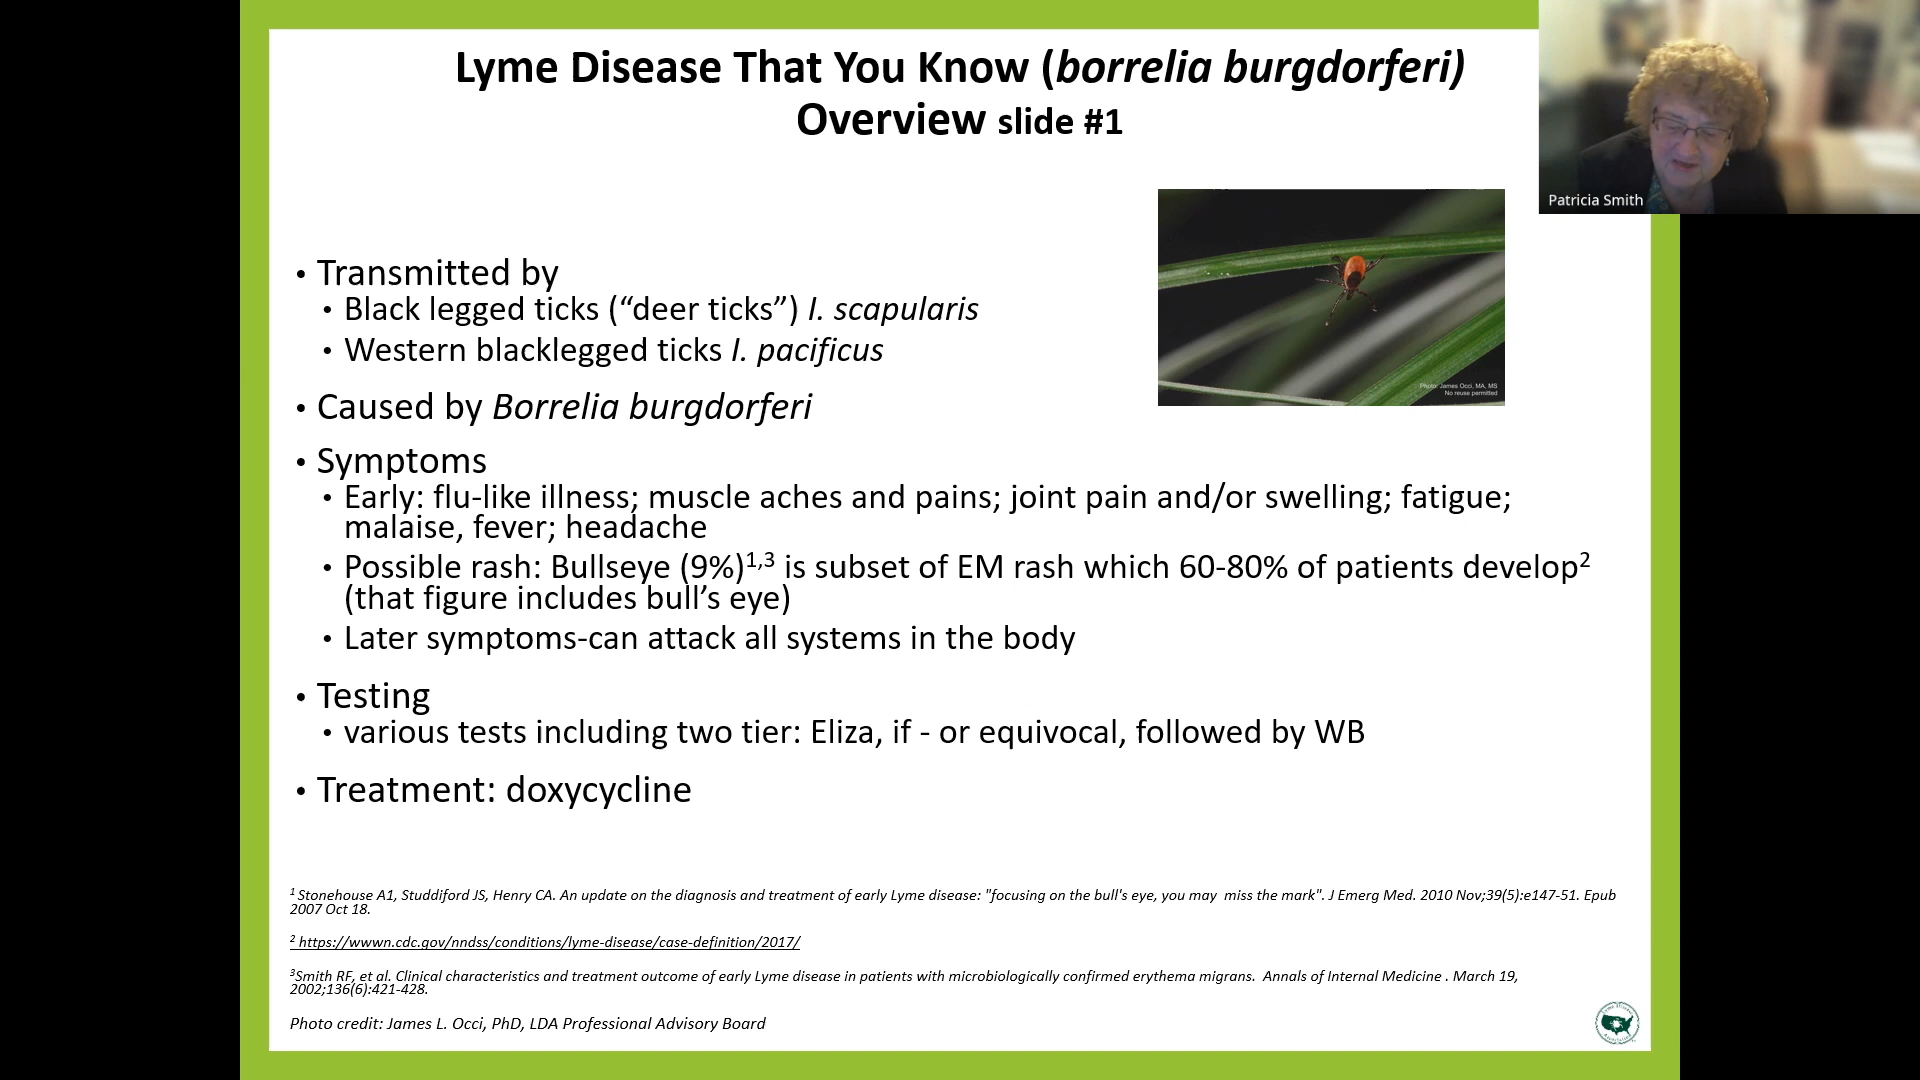 Lyme Disease That You Know (borrelia burgdorferi)
Overview slide #1
Patricia Smith
• Transmitted by
• Black legged ticks (“deer ticks”) I. scapularis
• Western blacklegged ticks I. pacificus
Photo: James Occi, MA, MS
No reuse permitted
• Caused by Borrelia burgdorferi
• Symptoms
• Early: flu-like illness; muscle aches and pains; joint pain and/or swelling; fatigue;
malaise, fever; headache
• Possible rash: Bullseye (9%)1,3 is subset of EM rash which 60-80% of patients develop2
(that figure includes bull’s eye)
• Later symptoms-can attack all systems in the body
• Testing
• various tests including two tier: Eliza, if - or equivocal, followed by WB
• Treatment: doxycycline
1 Stonehouse A1, Studdiford JS, Henry CA. An update on the diagnosis and treatment of early Lyme disease: "focusing on the bull's eye, you may miss the mark". J Emerg Med. 2010 Nov;39(5):e147-51. Epub
2007 Oct 18.
2 https://wwwn.cdc.gov/nndss/conditions/lyme-disease/case-definition/2017/
3Smith RF, et al. Clinical characteristics and treatment outcome of early Lyme disease in patients with microbiologically confirmed erythema migrans. Annals of Internal Medicine . March 19,
2002;136(6):421-428.
Photo credit: James L. Occi, PhD, LDA Professional Advisory Board